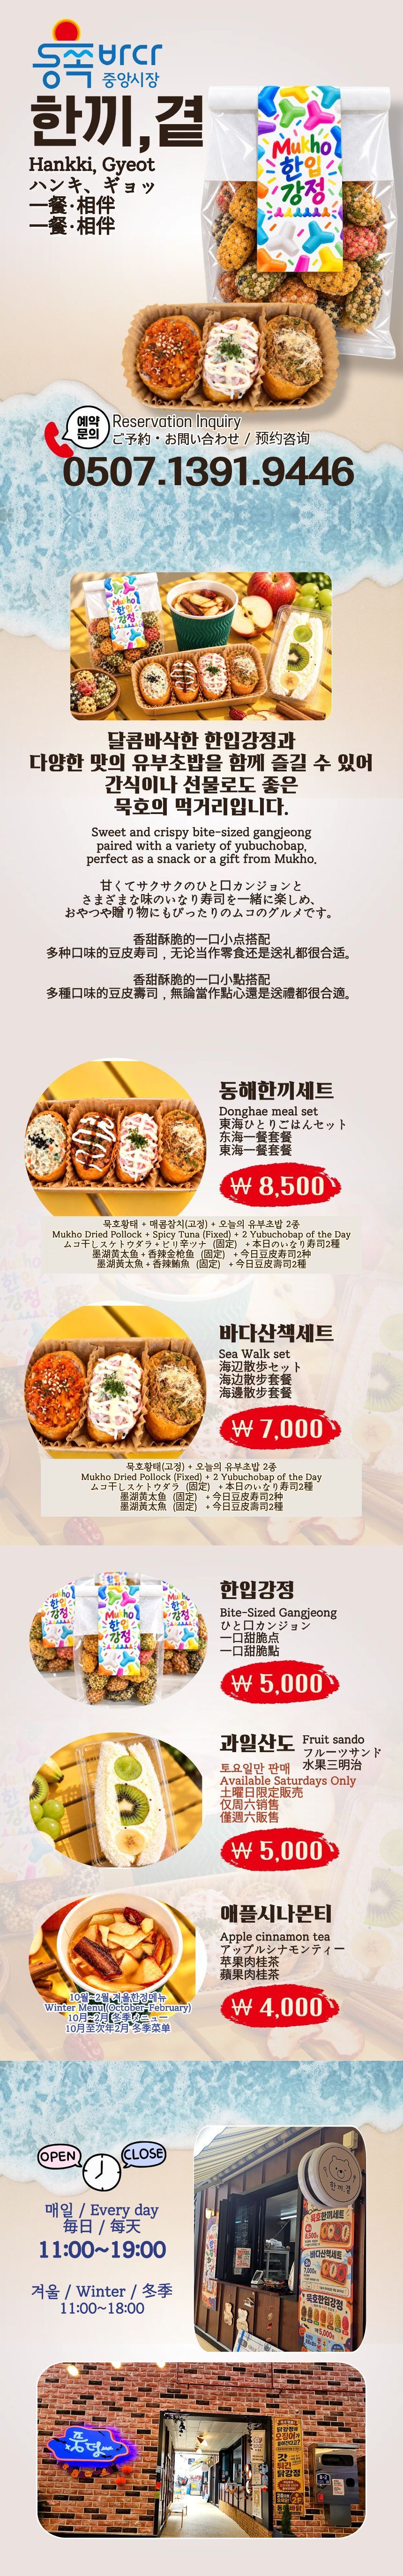 동쪽바다
중앙시장
한끼,곁
Hankki, Gyeot
ハンキ、ギョッ
一餐·相伴
一餐·相伴
Mukho
한입
강정
예약
문의
Reservation Inquiry
ご予約・お問い合わせ / 预约咨询
0507.1391.9446
Mukho
한입
강정
달콤바삭한 한입강정과
다양한 맛의 유부초밥을 함께 즐길 수 있어
간식이나 선물로도 좋은
묵호의 먹거리입니다.
Sweet and crispy bite-sized gangjeong
paired with a variety of yubuchobap,
perfect as a snack or a gift from Mukho.
甘くてサクサクのひと口カンジョンと
さまざまな味のいなり寿司を一緒に楽しめ、
おやつや贈り物にもぴったりのムコのグルメです。
香甜酥脆的一口小点搭配
多种口味的豆皮寿司，无论当作零食还是送礼都很合适。
香甜酥脆的一口小點搭配
多種口味的豆皮壽司，無論當作點心還是送禮都很合適。
동해한끼세트
Donghae meal set
東海ひとりごはんセット
东海一餐套餐
東海一餐套餐
₩ 8,500
묵호황태 + 매콤참치(고정) + 오늘의 유부초밥 2종
Mukho Dried Pollock + Spicy Tuna (Fixed) + 2 Yubuchobap of the Day
ムコ干しスケトウダラ+ピリ辛ツナ (固定) +本日のいなり寿司2種
墨湖黄太鱼+香辣金枪鱼 (固定) +今日豆皮寿司2种
墨湖黃太魚+香辣鮪魚 (固定) +今日豆皮壽司2種
바다산책세트
Sea Walk set
海辺散歩セット
海边散步套餐
海邊散步套餐
₩ 7,000
묵호황태(고정) + 오늘의 유부초밥 2종
Mukho Dried Pollock (Fixed) + 2 Yubuchobap of the Day
ムコ干しスケトウダラ (固定) +本日のいなり寿司2種
墨湖黄太鱼 (固定) +今日豆皮寿司2种
墨湖黃太魚 (固定) +今日豆皮壽司2種
Mukho
한입
강정
한입강정
Bite-Sized Gangjeong
ひと口カンジョン
一口甜脆点
一口甜脆點
₩ 5,000
과일산도
Fruit sando
フルーツサンド
水果三明治
토요일만 판매
Available Saturdays Only
土曜日限定販売
仅周六销售
僅週六販售
₩ 5,000
애플시나몬티
Apple cinnamon tea
アップルシナモンティー
苹果肉桂茶
蘋果肉桂茶
₩ 4,000
10월~2월 겨울한정메뉴
Winter Menu (October-February)
10月~2月 冬季メニュー
10月至次年2月 冬季菜单
OPEN
CLOSE
매일 / Every day
毎日 / 每天
11:00~19:00
겨울 / Winter / 冬季
11:00~18:00
한끼,곁
묵호한끼세트
바다산책세트
묵호한입강정